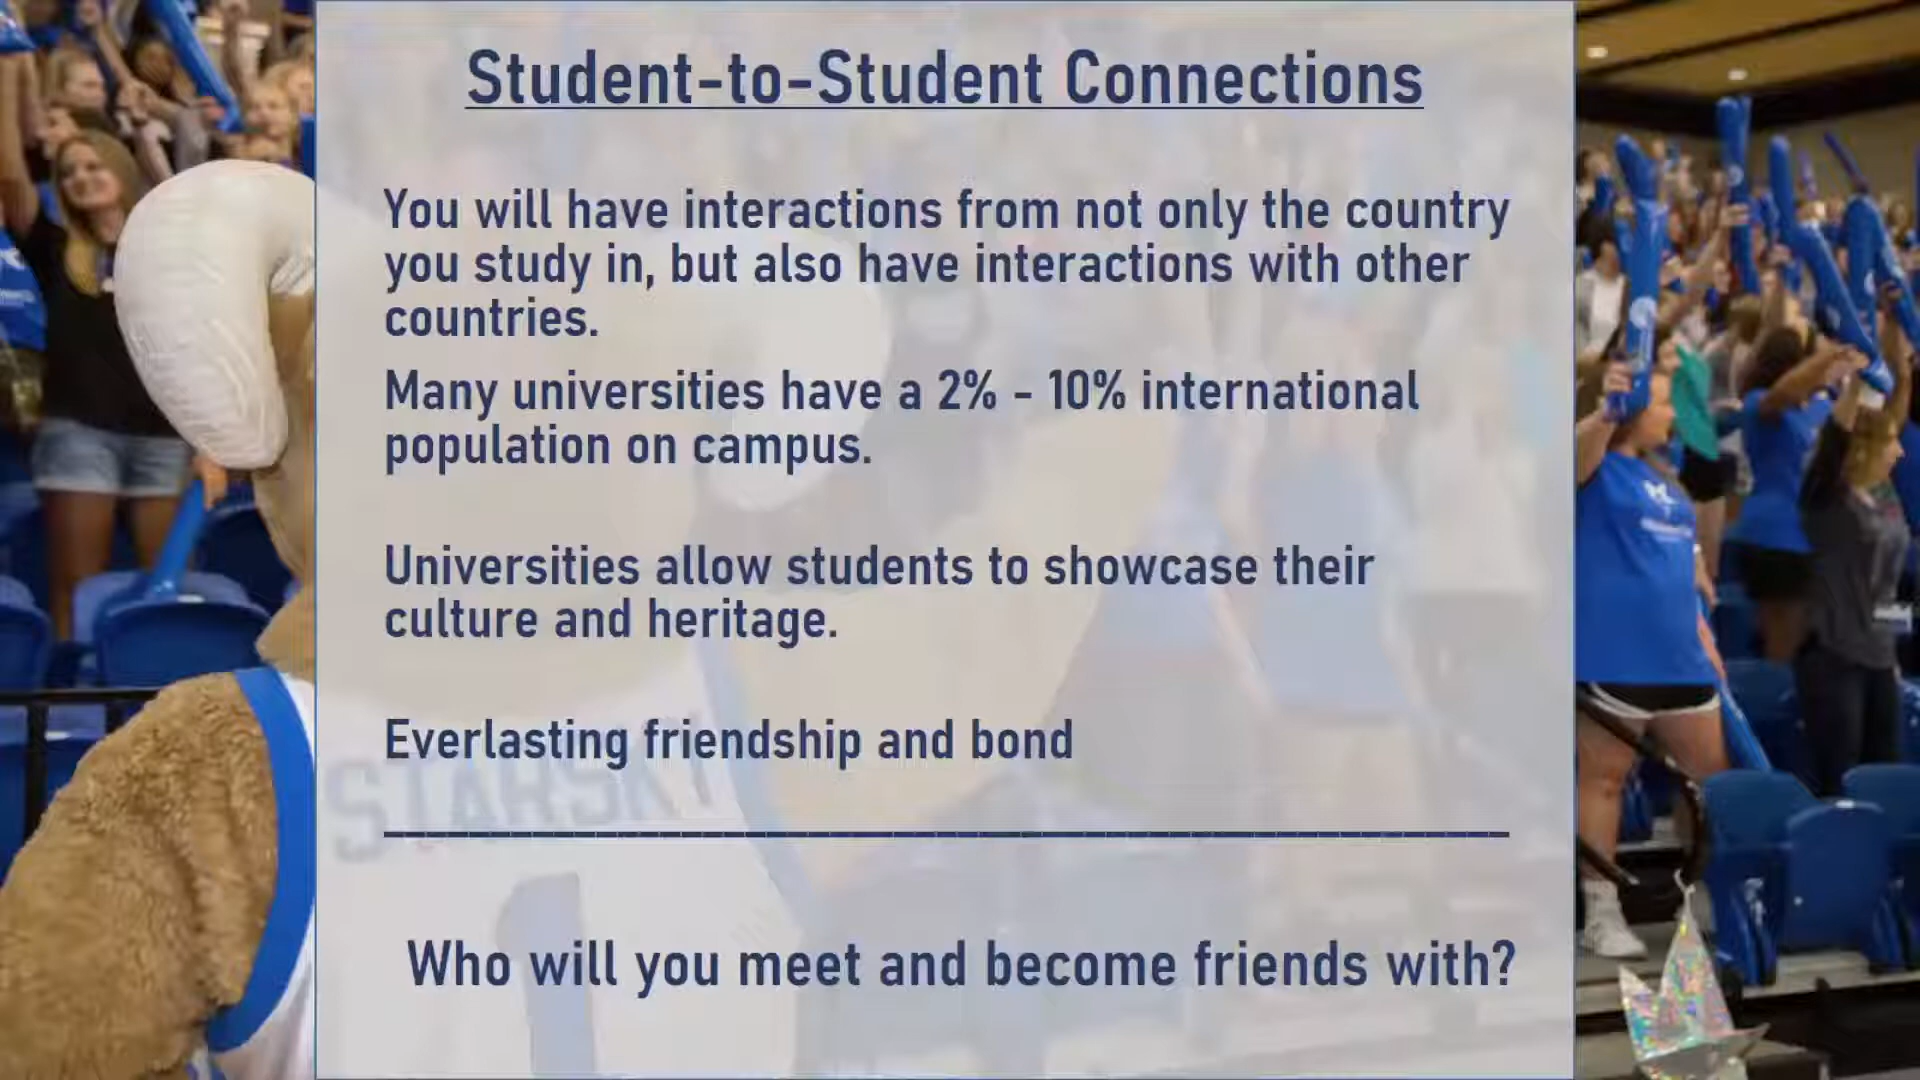 Student-to-Student Connections
You will have interactions from not only the country
you study in, but also have interactions with other
countries.
Many universities have a 2% - 10% international
population on campus.
Universities allow students to showcase their
culture and heritage.
Everlasting friendship and bond
STARSKY
Who will you meet and become friends with?